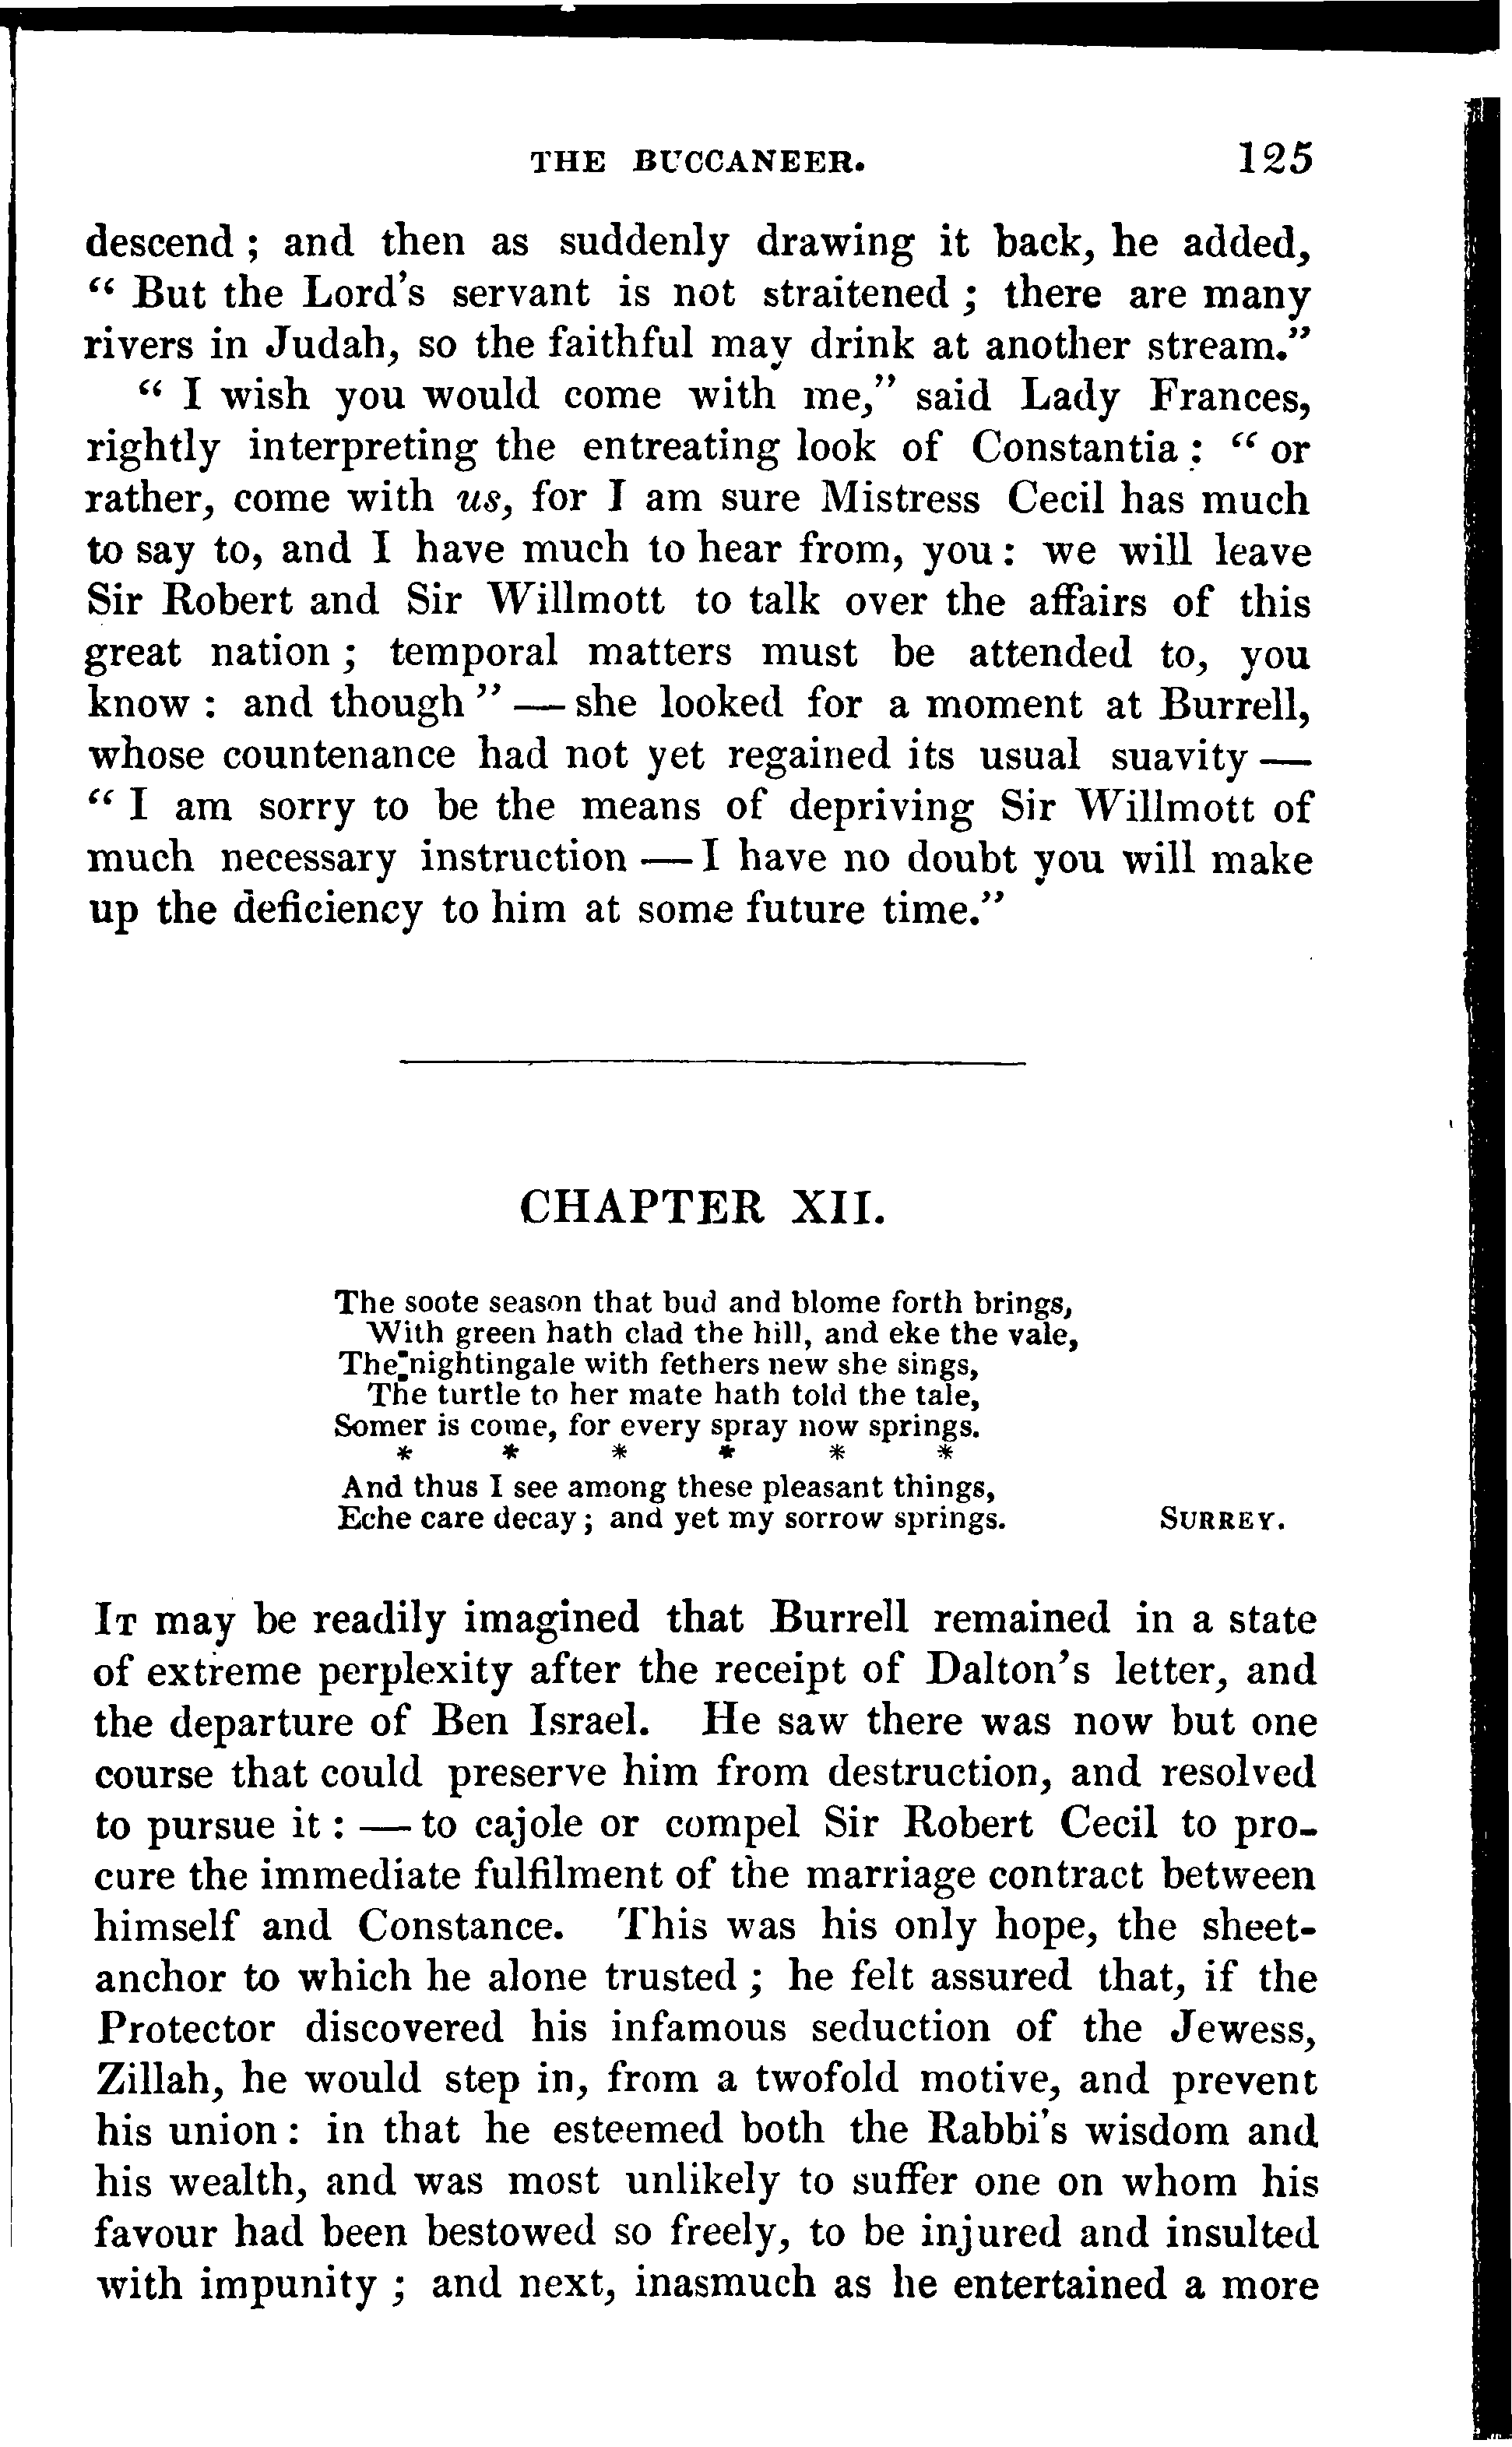 THE BUCCANEER. 125
descend ; and then as suddenly drawing it back, he added,
“ But the Lord's servant is not straitened ; there are many
rivers in Judah, so the faithful may drink at another stream.”
“ I wish you would come with me,” said Lady Frances,
rightly interpreting the entreating look of Constantia : “ or
rather, come with us, for I am sure Mistress Cecil has much
to say to, and I have much to hear from, you : we will leave
Sir Robert and Sir Willmott to talk over the affairs of this
great nation ; temporal matters must be attended to, you
know : and though ” — she looked for a moment at Burrell,
whose countenance had not yet regained its usual suavity —
“ I am sorry to be the means of depriving Sir Willmott of
much necessary instruction — I have no doubt you will make
up the deficiency to him at some future time.”
CHAPTER XII.
The soote season that bud and blome forth brings,
With green hath clad the hill, and eke the vale,
The nightingale with fethers new she sings,
The turtle to her mate hath told the tale,
Somer is come, for every spray now springs.
* * * * * *
And thus I see among these pleasant things,
Eche care decay ; and yet my sorrow springs. SURREY.
IT may be readily imagined that Burrell remained in a state
of extreme perplexity after the receipt of Dalton's letter, and
the departure of Ben Israel. He saw there was now but one
course that could preserve him from destruction, and resolved
to pursue it : — to cajole or compel Sir Robert Cecil to pro-
cure the immediate fulfilment of the marriage contract between
himself and Constance. This was his only hope, the sheet-
anchor to which he alone trusted ; he felt assured that, if the
Protector discovered his infamous seduction of the Jewess,
Zillah, he would step in, from a twofold motive, and prevent
his union : in that he esteemed both the Rabbi's wisdom and
his wealth, and was most unlikely to suffer one on whom his
favour had been bestowed so freely, to be injured and insulted
with impunity ; and next, inasmuch as he entertained a more